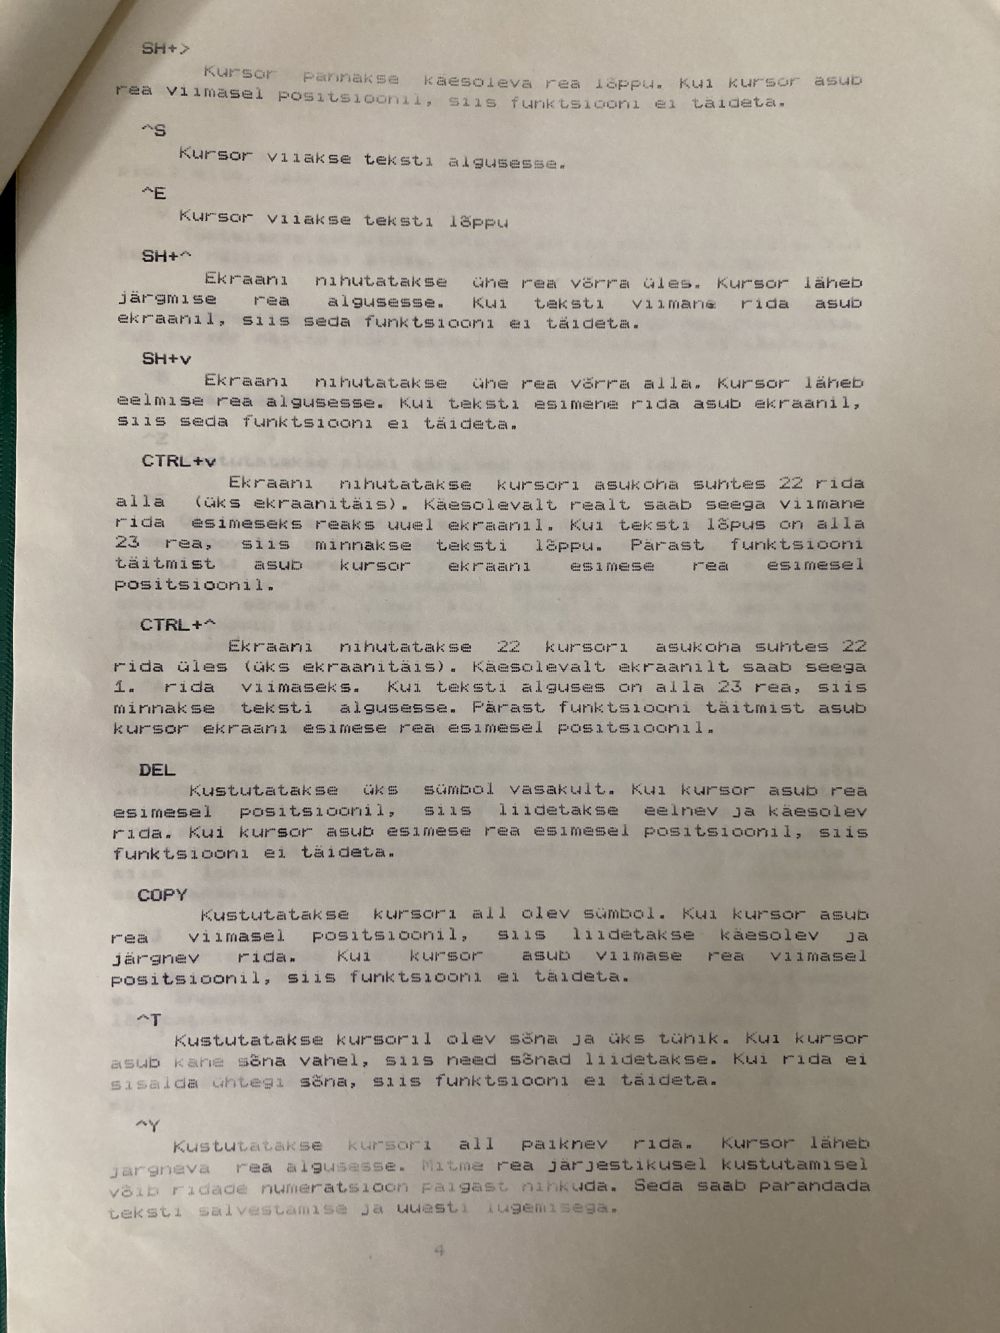 SH+>
Kursor pannakse käesoleva rea lõppu. Kui kursor asub
rea viimasel positsioonil, siis funktsiooni ei täideta.
^S
Kursor viiakse teksti algusesse.
^E
Kursor viiakse teksti lõppu
SH+^
Ekraani nihutatakse ühe rea võrra üles. Kursor läheb
järgmise rea algusesse. Kui teksti viimane rida asub
ekraanil, siis seda funktsiooni ei täideta.
SH+v
Ekraani nihutatakse ühe rea võrra alla. Kursor läheb
eelmise rea algusesse. Kui teksti esimene rida asub ekraanil,
siis seda funktsiooni ei täideta.
CTRL+v
Ekraani nihutatakse kursori asukoha suhtes 22 rida
alla (üks ekraanitäis). Käesolevalt realt saab seega viimane
rida esimeseks reaks uuel ekraanil. Kui teksti lõpus on alla
23 rea, siis minnakse teksti lõppu. Pärast funktsiooni
täitmist asub kursor ekraani esimese rea esimesel
positsioonil.
CTRL+^
Ekraani nihutatakse 22 kursori asukoha suhtes 22
rida üles (üks ekraanitäis). Käesolevalt ekraanilt saab seega
1. rida viimaseks. Kui teksti alguses on alla 23 rea, siis
minnakse teksti algusesse. Pärast funktsiooni täitmist asub
kursor ekraani esimese rea esimesel positsioonil.
DEL
Kustutatakse üks sümbol vasakult. Kui kursor asub rea
esimesel positsioonil, siis liidetakse eelnev ja käesolev
rida. Kui kursor asub esimese rea esimesel positsioonil, siis
funktsiooni ei täideta.
COPY
Kustutatakse kursori all olev sümbol. Kui kursor asub
rea viimasel positsioonil, siis liidetakse käesolev ja
järgnev rida. Kui kursor asub viimase rea viimasel
positsioonil, siis funktsiooni ei täideta.
^T
Kustutatakse kursoril olev sõna ja üks tühik. Kui kursor
asub kahe sõna vahel, siis need sõnad liidetakse. Kui rida ei
sisalda ühtegi sõna, siis funktsiooni ei täideta.
^Y
Kustutatakse kursori all paiknev rida. Kursor läheb
järgneva rea algusesse. Mitme rea järjestikusel kustutamisel
võib ridade numeratsioon paigast nihkuda. Seda saab parandada
teksti salvestamise ja uuesti lugemisega.
4